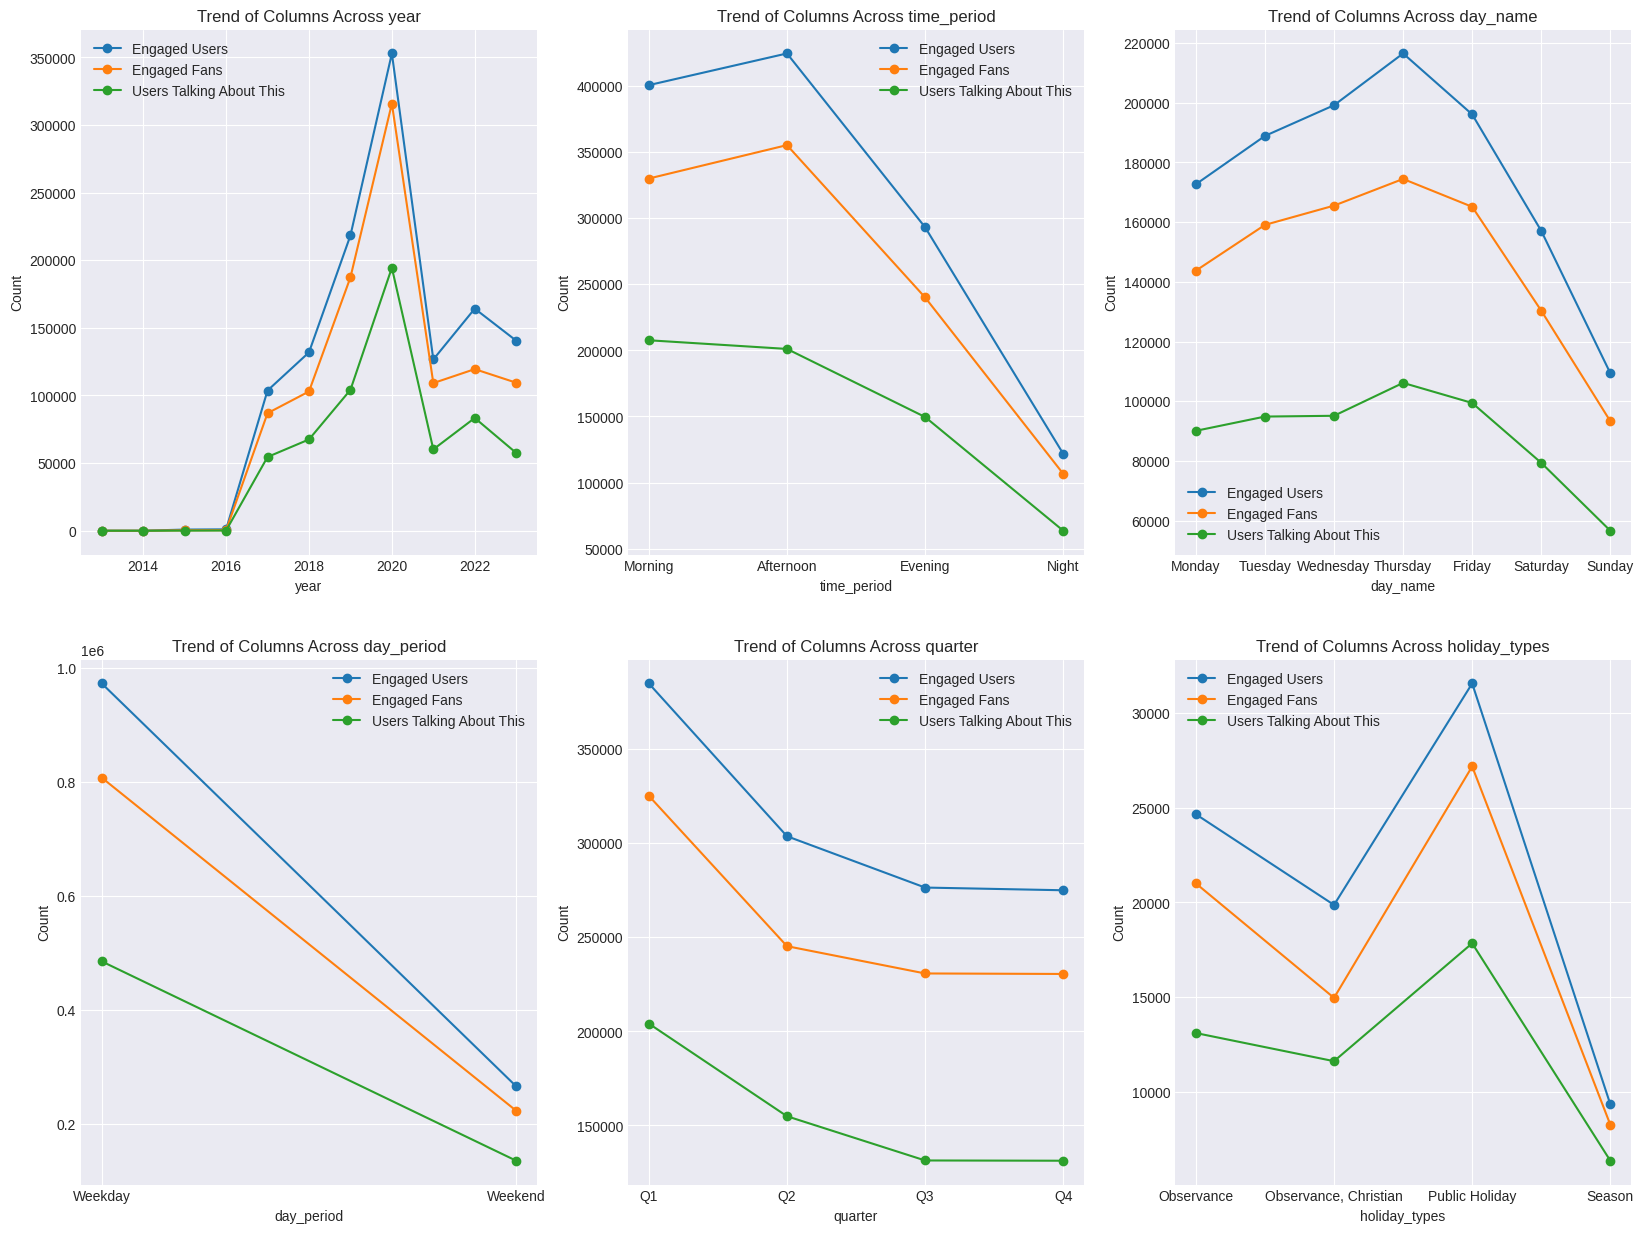 Trend of Columns Across year
350000
300000
250000
200000
150000
100000
50000
0
Count
Engaged Users
Engaged Fans
Users Talking About This
2014 2016 2018 2020 2022
year
Trend of Columns Across time_period
400000
350000
300000
250000
200000
150000
100000
50000
Count
Engaged Users
Engaged Fans
Users Talking About This
Morning Afternoon Evening Night
time_period
Trend of Columns Across day_name
220000
200000
180000
160000
140000
120000
100000
80000
60000
Count
Engaged Users
Engaged Fans
Users Talking About This
Monday Tuesday Wednesday Thursday Friday Saturday Sunday
day_name
Trend of Columns Across day_period
1e6
1.0
0.8
0.6
0.4
0.2
Count
Engaged Users
Engaged Fans
Users Talking About This
Weekday Weekend
day_period
Trend of Columns Across quarter
350000
300000
250000
200000
150000
Count
Engaged Users
Engaged Fans
Users Talking About This
Q1 Q2 Q3 Q4
quarter
Trend of Columns Across holiday_types
30000
25000
20000
15000
10000
Count
Engaged Users
Engaged Fans
Users Talking About This
Observance Observance, Christian Public Holiday Season
holiday_types